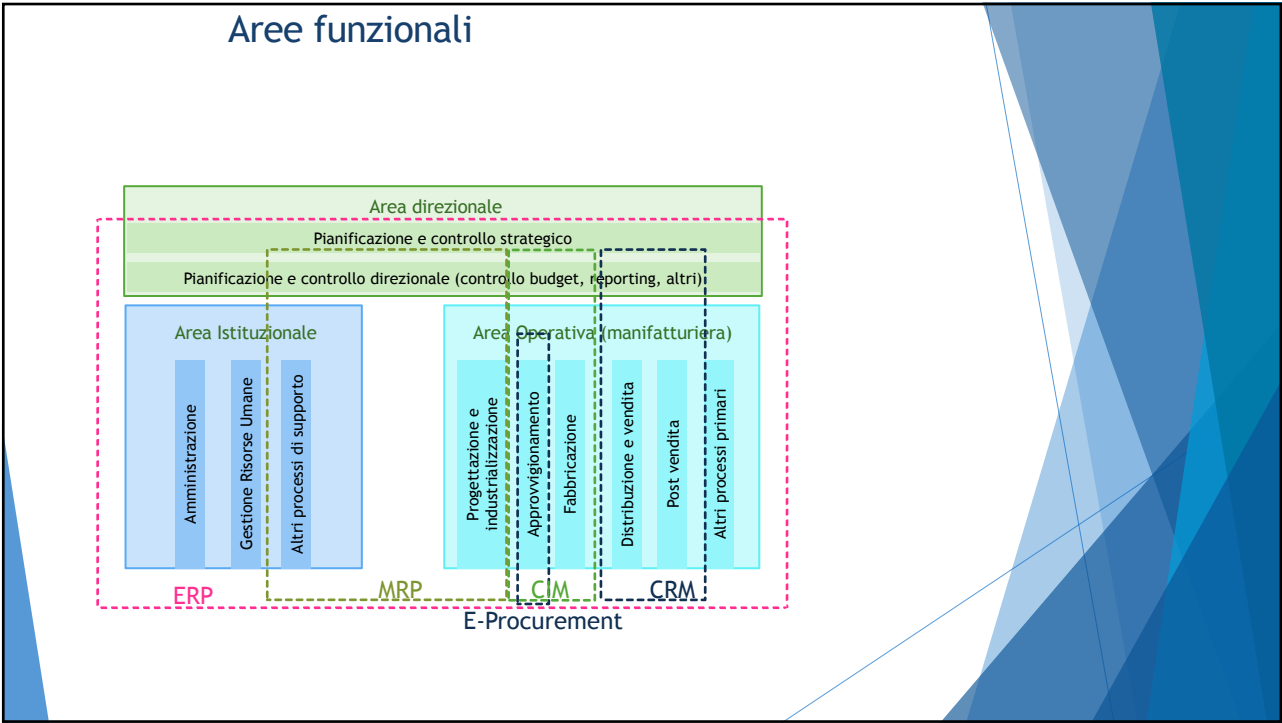 Aree funzionali
Area direzionale
Pianificazione e controllo strategico
Pianificazione e controllo direzionale (controllo budget, reporting, altri)
Area Istituzionale
Area Operativa (manifatturiera)
Amministrazione
Gestione Risorse Umane
Altri processi di supporto
Progettazione e
industrializzazione
Approvvigionamento
Fabbricazione
Distribuzione e vendita
Post vendita
Altri processi primari
ERP
MRP
CIM
CRM
E-Procurement